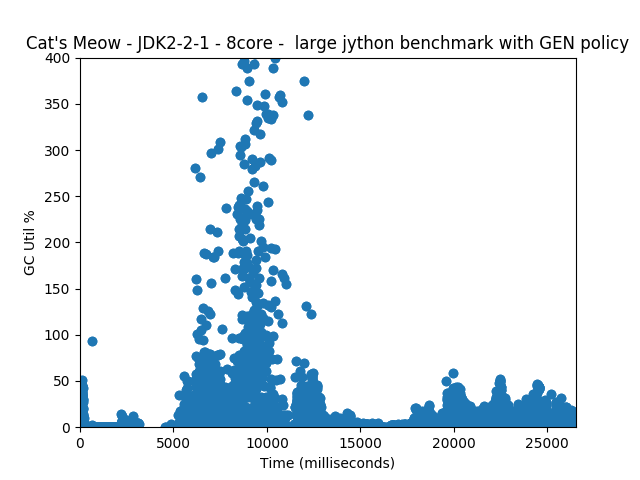 Cat's Meow - JDK2-2-1 - 8core -  large jython benchmark with GEN policy
400
350
300
250
200
150
100
50
0
GC Util %
0 5000 10000 15000 20000 25000
Time (milliseconds)